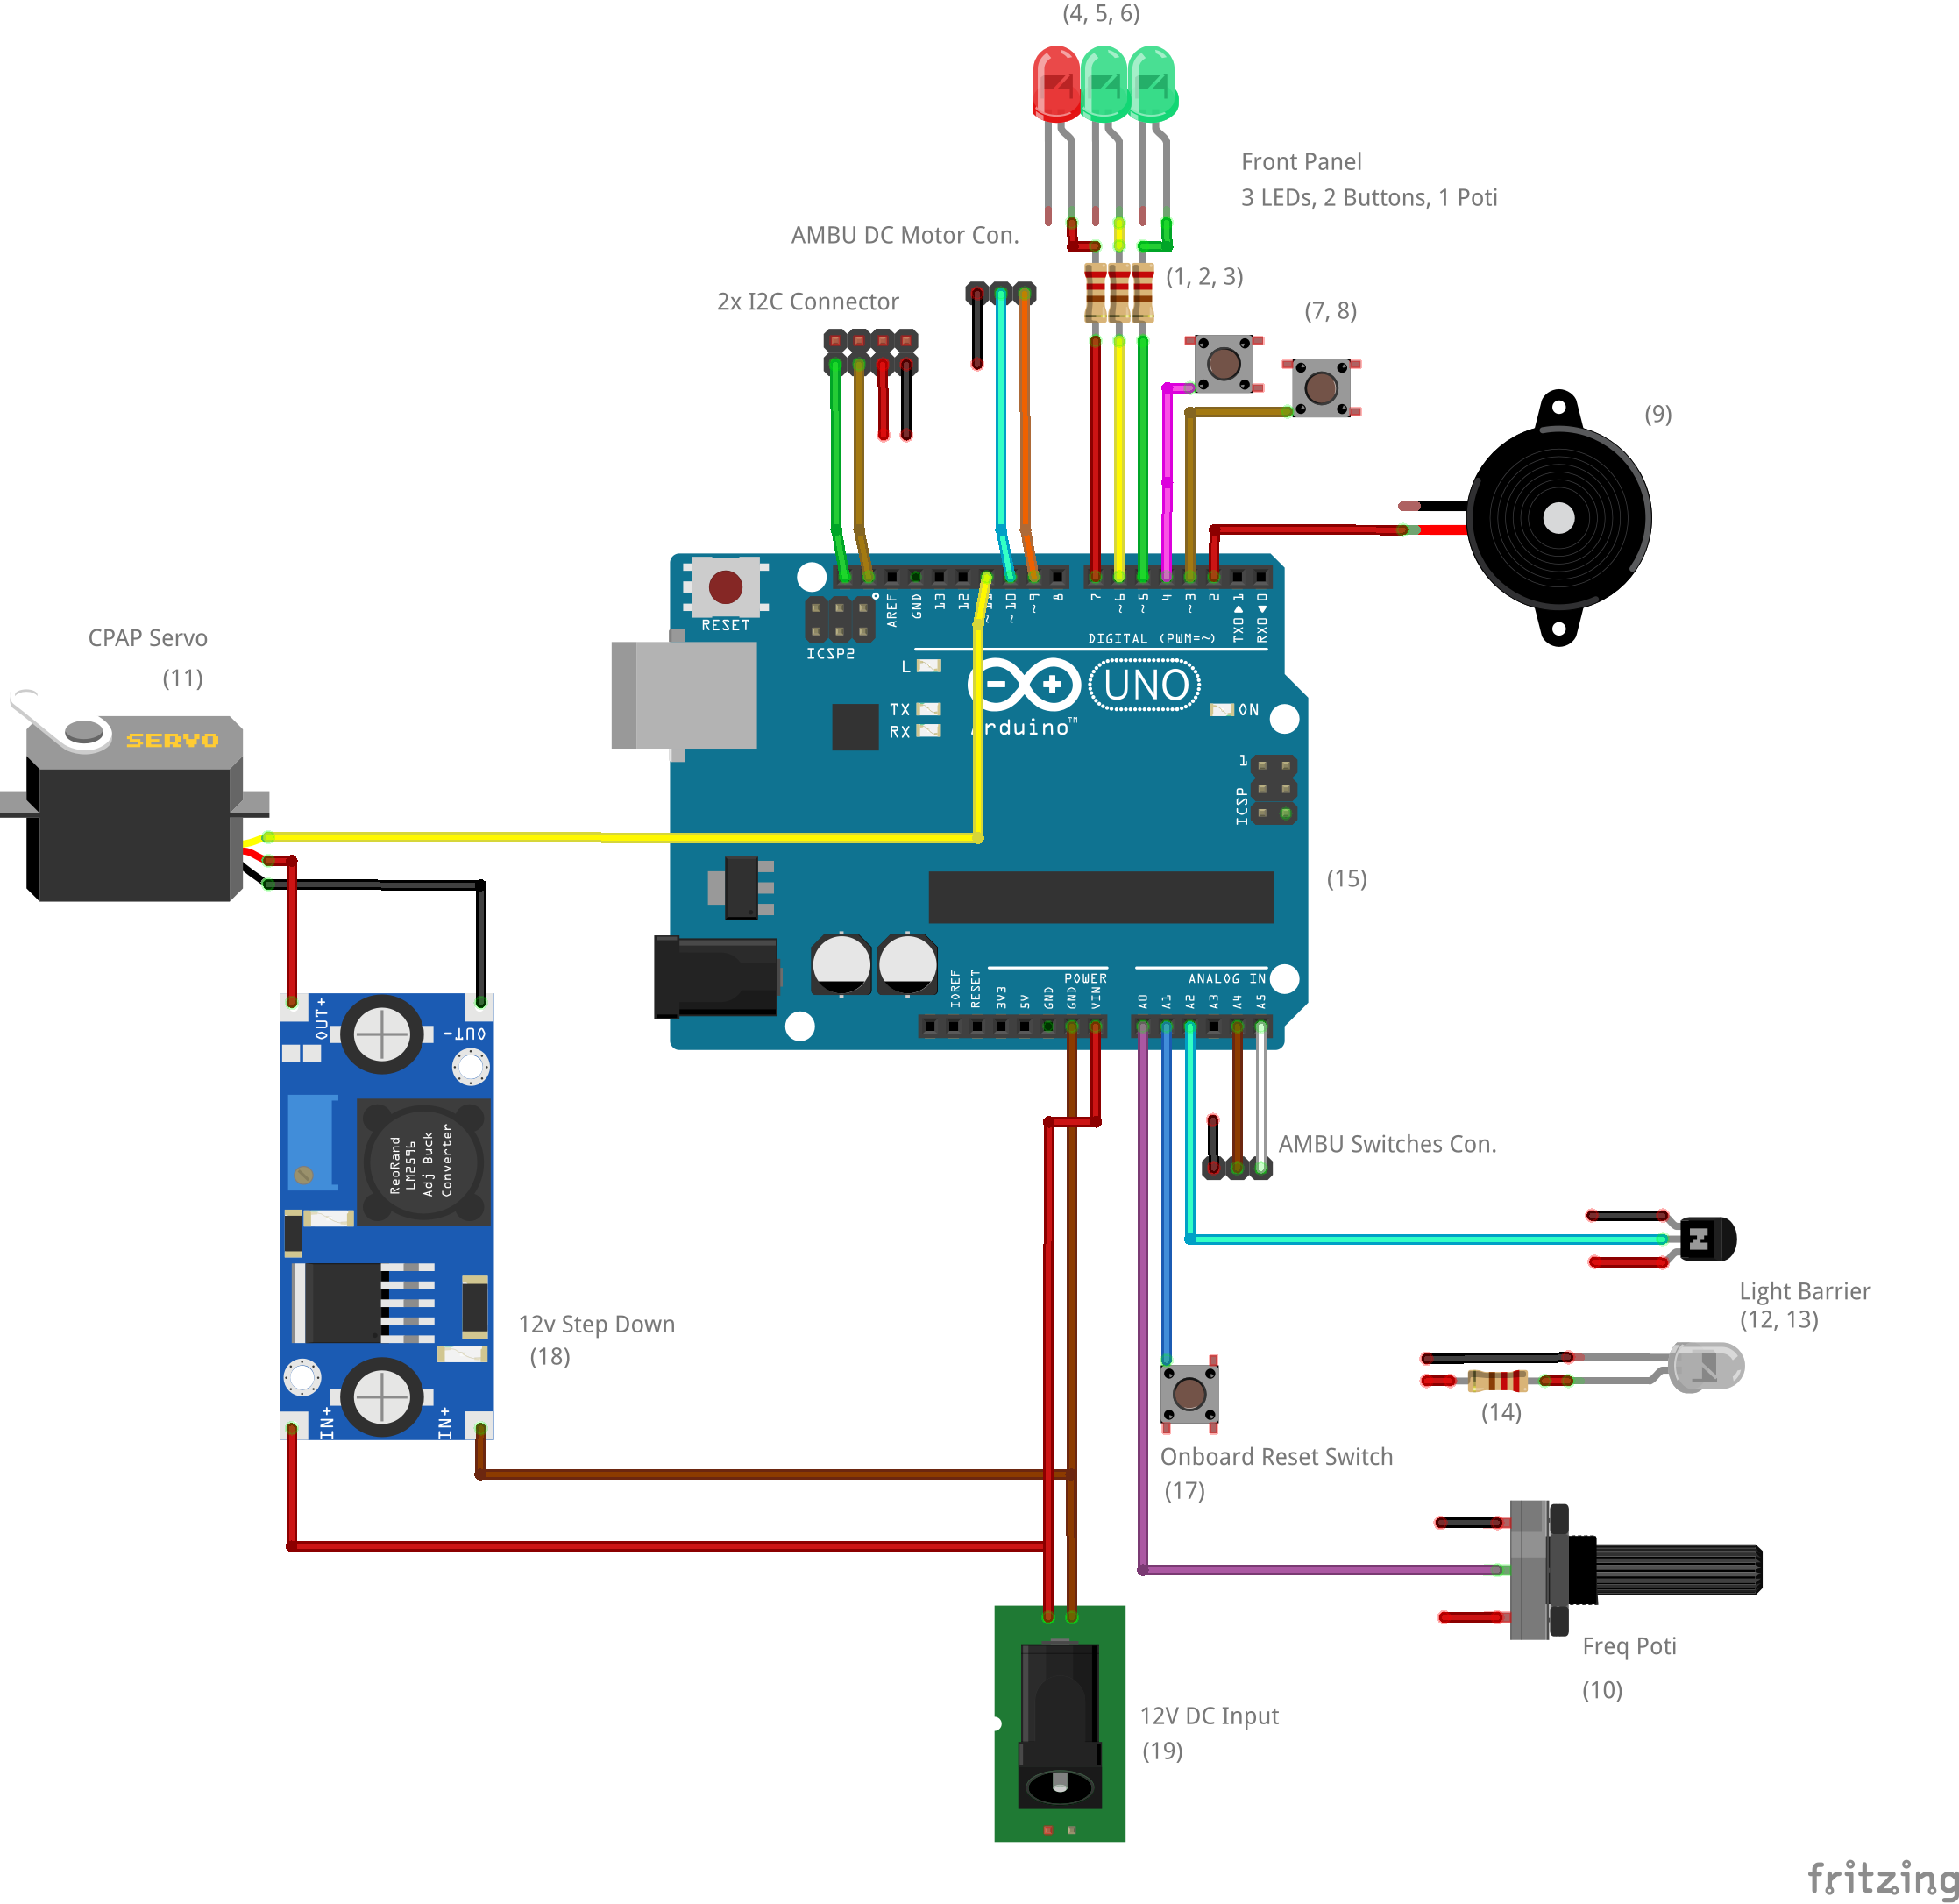 (4, 5, 6)
Front Panel
3 LEDs, 2 Buttons, 1 Poti
AMBU DC Motor Con.
(1, 2, 3)
2x I2C Connector
(7, 8)
(9)
RESET
ICSP2
AREF
GND
13
12
~11
~10
~9
8
7
~6
~5
4
~3
2
TX0▶1
RX0◀0
DIGITAL (PWM=~)
L
TX
RX
UNO
Arduino™
ON
1
ICSP
CPAP Servo
(11)
SERVO
(15)
IOREF
RESET
3V3
5V
GND
GND
VIN
POWER
ANALOG IN
A0
A1
A2
A3
A4
A5
OUT+
OUT-
ReoRand
LM2596
Adj Buck
Converter
IN+
IN+
12v Step Down
(18)
AMBU Switches Con.
Light Barrier
(12, 13)
(14)
Onboard Reset Switch
(17)
Freq Poti
(10)
12V DC Input
(19)
fritzing